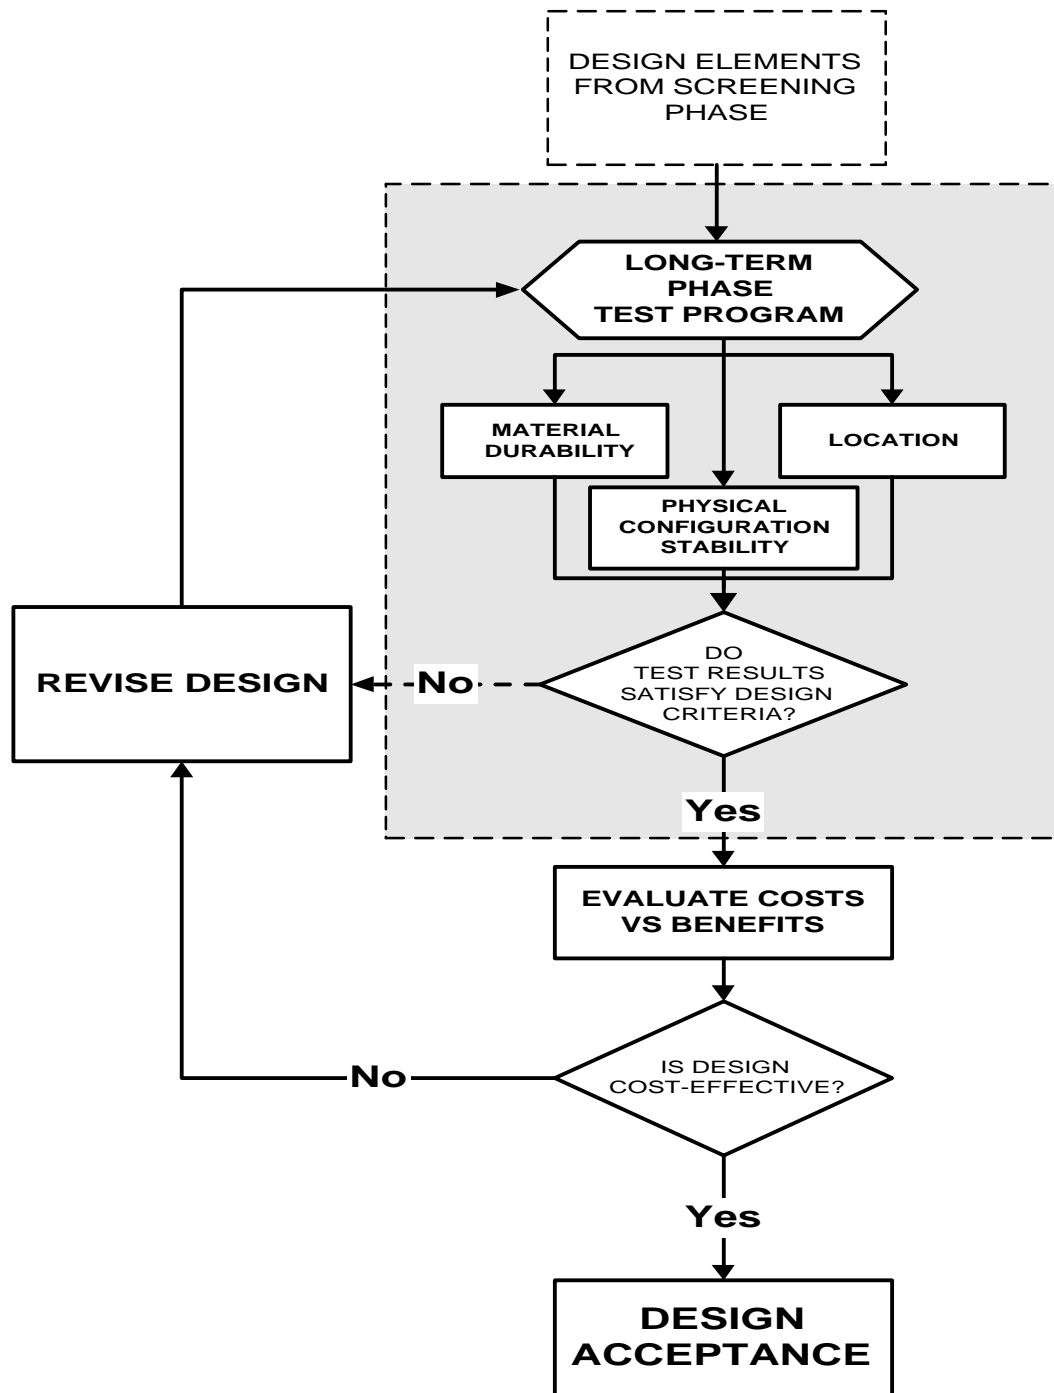 DESIGN ELEMENTS
FROM SCREENING
PHASE
LONG-TERM
PHASE
TEST PROGRAM
MATERIAL
DURABILITY
LOCATION
PHYSICAL
CONFIGURATION
STABILITY
DO
TEST RESULTS
SATISFY DESIGN
CRITERIA?
No
REVISE DESIGN
Yes
EVALUATE COSTS
VS BENEFITS
IS DESIGN
COST-EFFECTIVE?
No
Yes
DESIGN
ACCEPTANCE